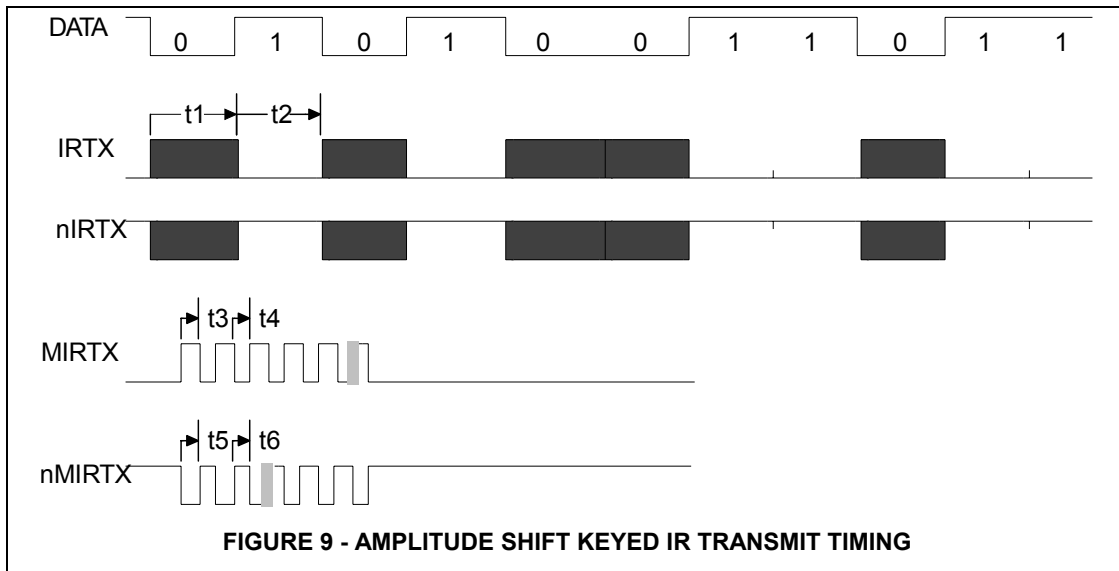 DATA
0 1 0 1 0 0 1 1 0 1 1
t1 t2
IRTX
nIRTX
t3 t4
MIRTX
t5 t6
nMIRTX
FIGURE 9 - AMPLITUDE SHIFT KEYED IR TRANSMIT TIMING